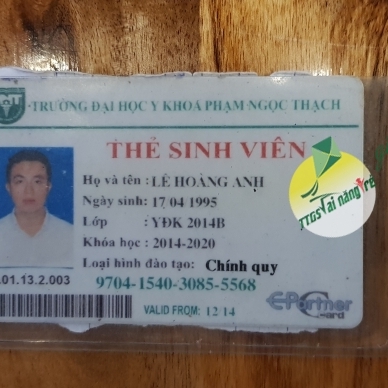 TRƯỜNG ĐẠI HỌC Y KHOA PHẠM NGỌC THẠCH
THẺ SINH VIÊN
Họ và tên : LÊ HOÀNG ANH
Ngày sinh: 17 04 1995
Lớp : YĐK 2014B
Khóa học : 2014-2020
Loại hình đào tạo: Chính quy
.01.13.2.003
9704-1540-3085-5568
VALID FROM: 12 14
E-Partner
card
TTGS Tài năng trẻ